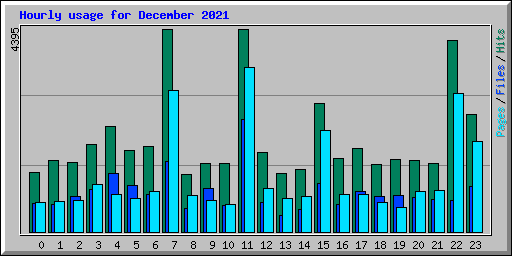 Hourly usage for December 2021
4395
Pages / Files / Hits
0 1 2 3 4 5 6 7 8 9 10 11 12 13 14 15 16 17 18 19 20 21 22 23